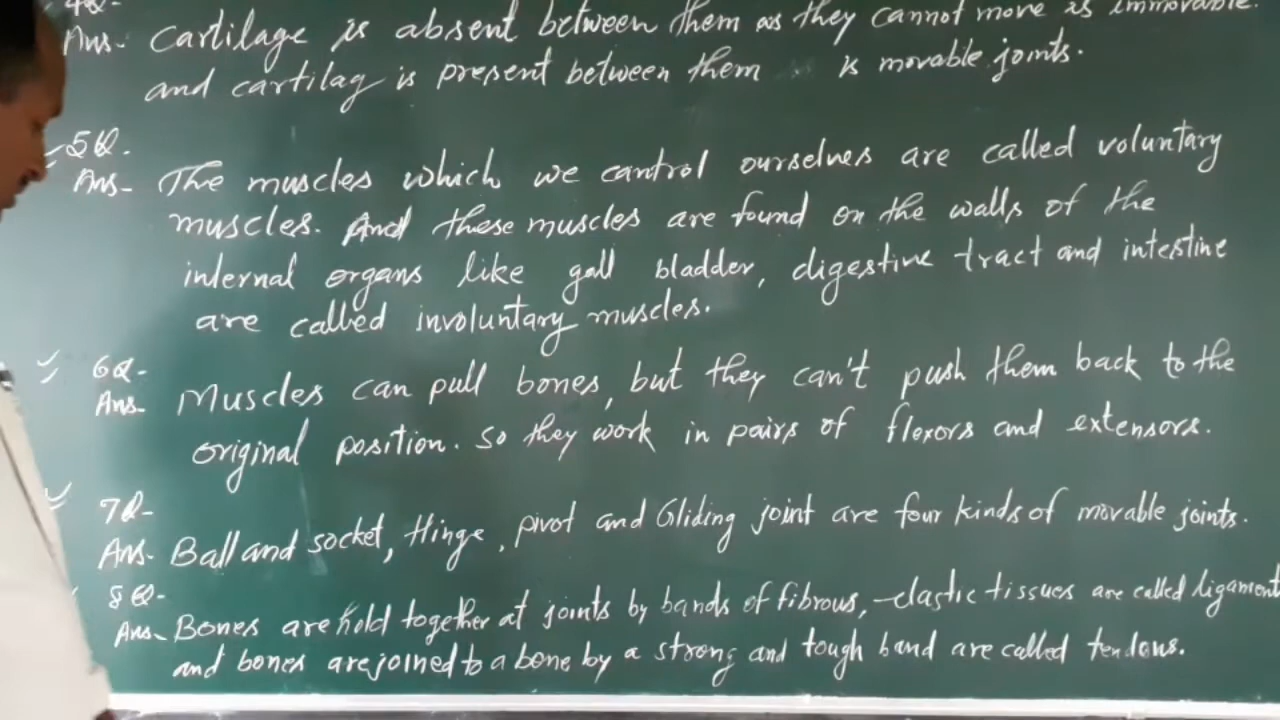 4Q-
Ans- Cartilage is absent between them as they cannot move is immovable.
and cartilag is present between them is movable joints.
5Q.
Ans- The muscles which we control ourselves are called voluntary
muscles. And these muscles are found on the walls of the
internal organs like gall bladder, digestive tract and intestine
are called involuntary muscles.
6Q-
Ans- Muscles can pull bones, but they can't push them back to the
original position. So they work in pairs of flexors and extensors.
7Q-
Ans- Ball and socket, Hinge, pivot and Gliding joint are four kinds of movable joints.
8Q-
Ans- Bones are hold together at joints by bands of fibrous, elastic tissues are called ligament
and bones are joined to a bone by a strong and tough band are called tendons.